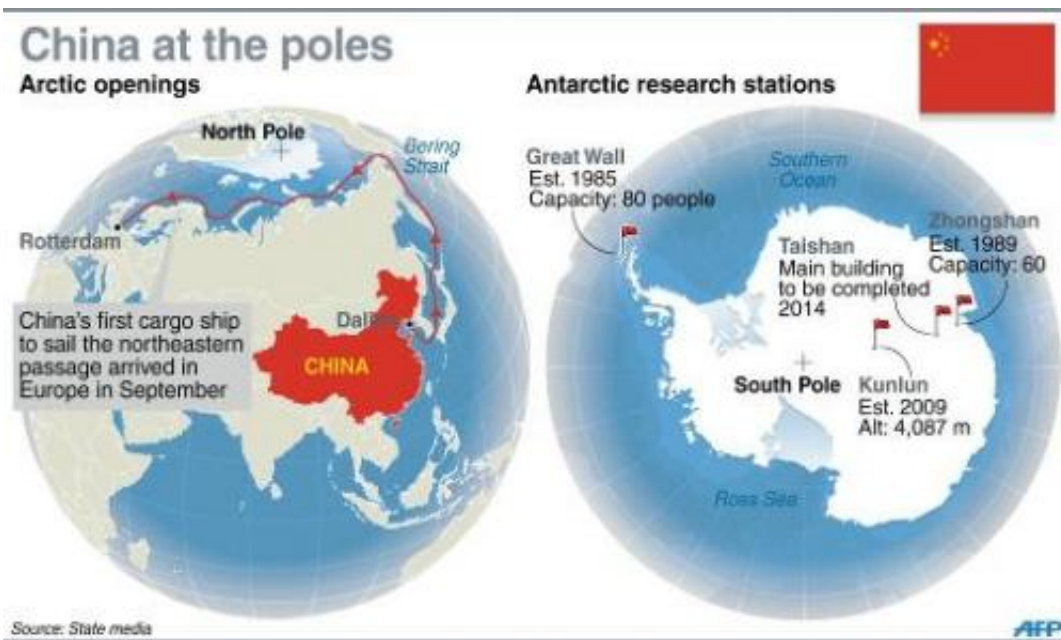 China at the poles
Arctic openings
North Pole
Bering
Strait
Rotterdam
China's first cargo ship
to sail the northeastern
passage arrived in
Europe in September
CHINA
Antarctic research stations
Great Wall
Est. 1985
Capacity: 80 people
Southern
Ocean
Zhongshan
Est. 1989
Capacity: 60
Taishan
Main building
to be completed
2014
South Pole
Kunlun
Est. 2009
Alt: 4,087 m
Ross Sea
Source: State media
AFP